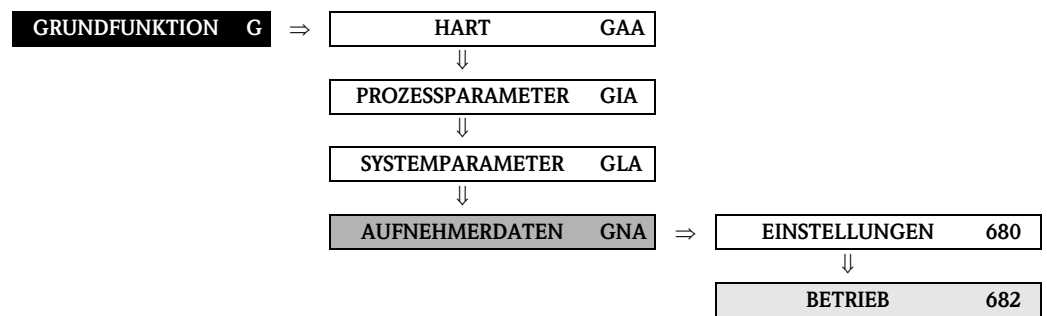 GRUNDFUNKTION G ⇒ HART GAA
⇓
PROZESSPARAMETER GIA
⇓
SYSTEMPARAMETER GLA
⇓
AUFNEHMERDATEN GNA ⇒ EINSTELLUNGEN 680
⇓
BETRIEB 682